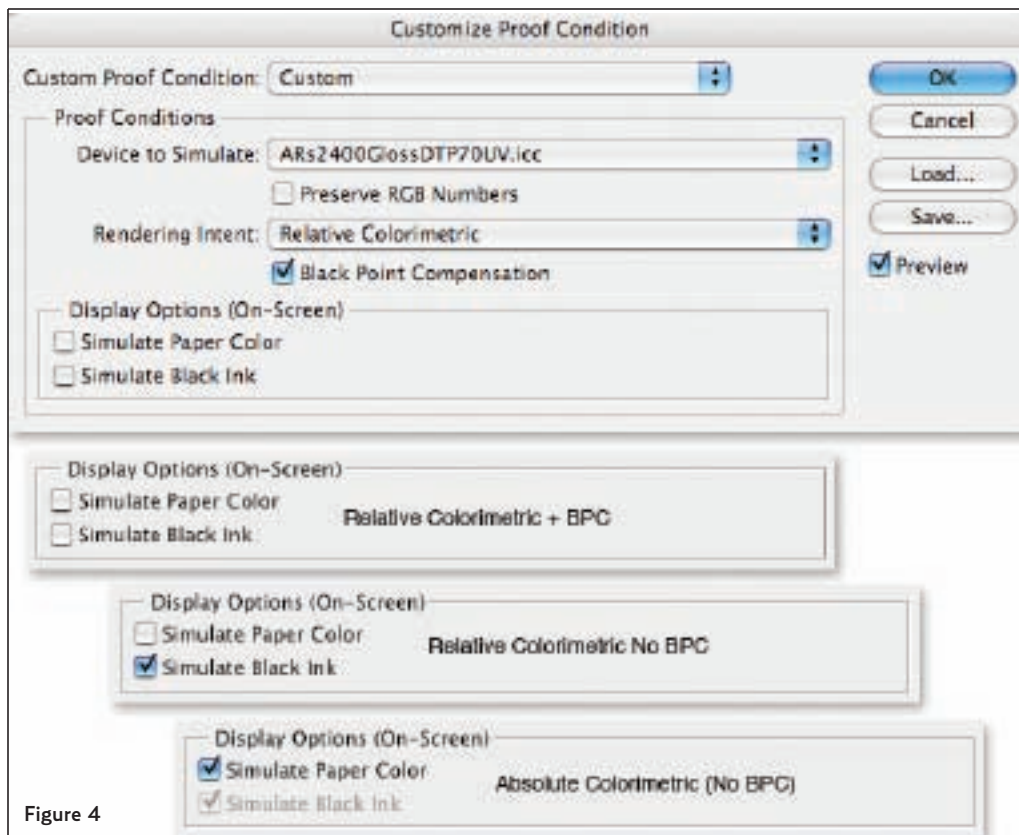 Customize Proof Condition
Custom Proof Condition: Custom
OK
Proof Conditions
Cancel
Device to Simulate: ARs2400GlossDTP70UV.icc
Load...
Preserve RGB Numbers
Save...
Rendering Intent: Relative Colorimetric
Black Point Compensation
Preview
Display Options (On-Screen)
Simulate Paper Color
Simulate Black Ink
Display Options (On-Screen)
Simulate Paper Color
Relative Colorimetric + BPC
Simulate Black Ink
Display Options (On-Screen)
Simulate Paper Color
Relative Colorimetric No BPC
Simulate Black Ink
Display Options (On-Screen)
Simulate Paper Color
Absolute Colorimetric (No BPC)
Simulate Black Ink
Figure 4